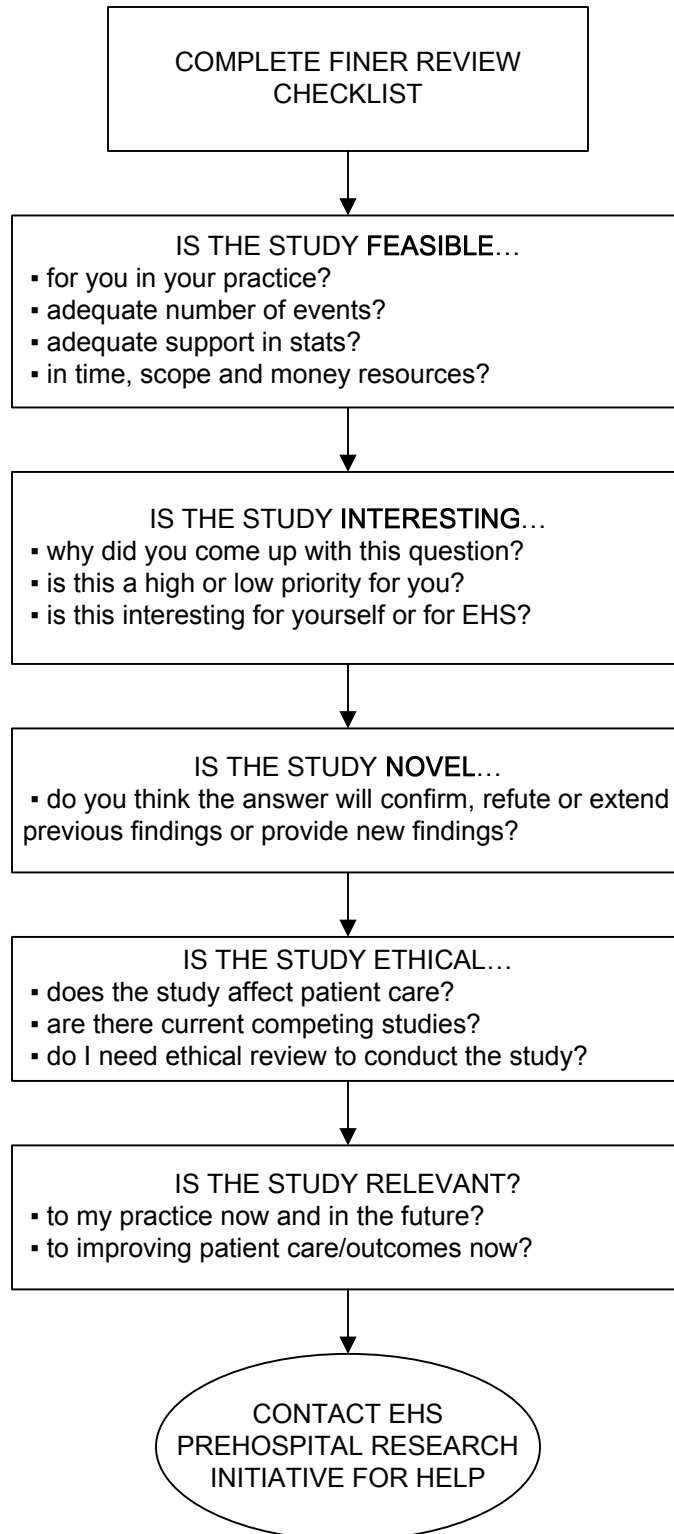 COMPLETE FINER REVIEW
CHECKLIST
IS THE STUDY FEASIBLE…
▪ for you in your practice?
▪ adequate number of events?
▪ adequate support in stats?
▪ in time, scope and money resources?
IS THE STUDY INTERESTING…
▪ why did you come up with this question?
▪ is this a high or low priority for you?
▪ is this interesting for yourself or for EHS?
IS THE STUDY NOVEL…
▪ do you think the answer will confirm, refute or extend
previous findings or provide new findings?
IS THE STUDY ETHICAL…
▪ does the study affect patient care?
▪ are there current competing studies?
▪ do I need ethical review to conduct the study?
IS THE STUDY RELEVANT?
▪ to my practice now and in the future?
▪ to improving patient care/outcomes now?
CONTACT EHS
PREHOSPITAL RESEARCH
INITIATIVE FOR HELP